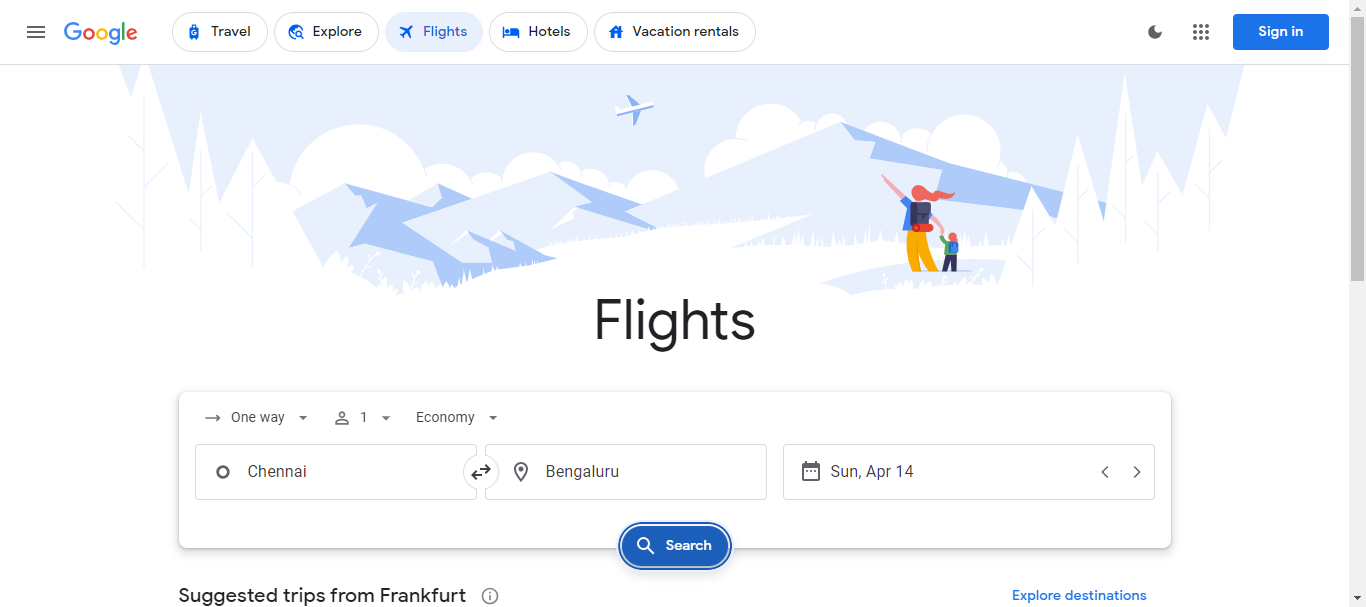 Google Travel Explore Flights Hotels Vacation rentals Sign in
Flights
One way 1 Economy
Chennai Bengaluru Sun, Apr 14
Search
Suggested trips from Frankfurt Explore destinations